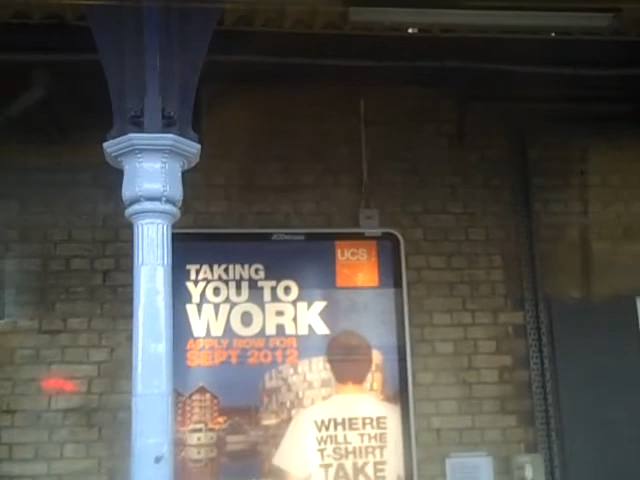 UCS
TAKING
YOU TO
WORK
APPLY NOW FOR
SEPT 2012
WHERE
WILL THE
T-SHIRT
TAKE